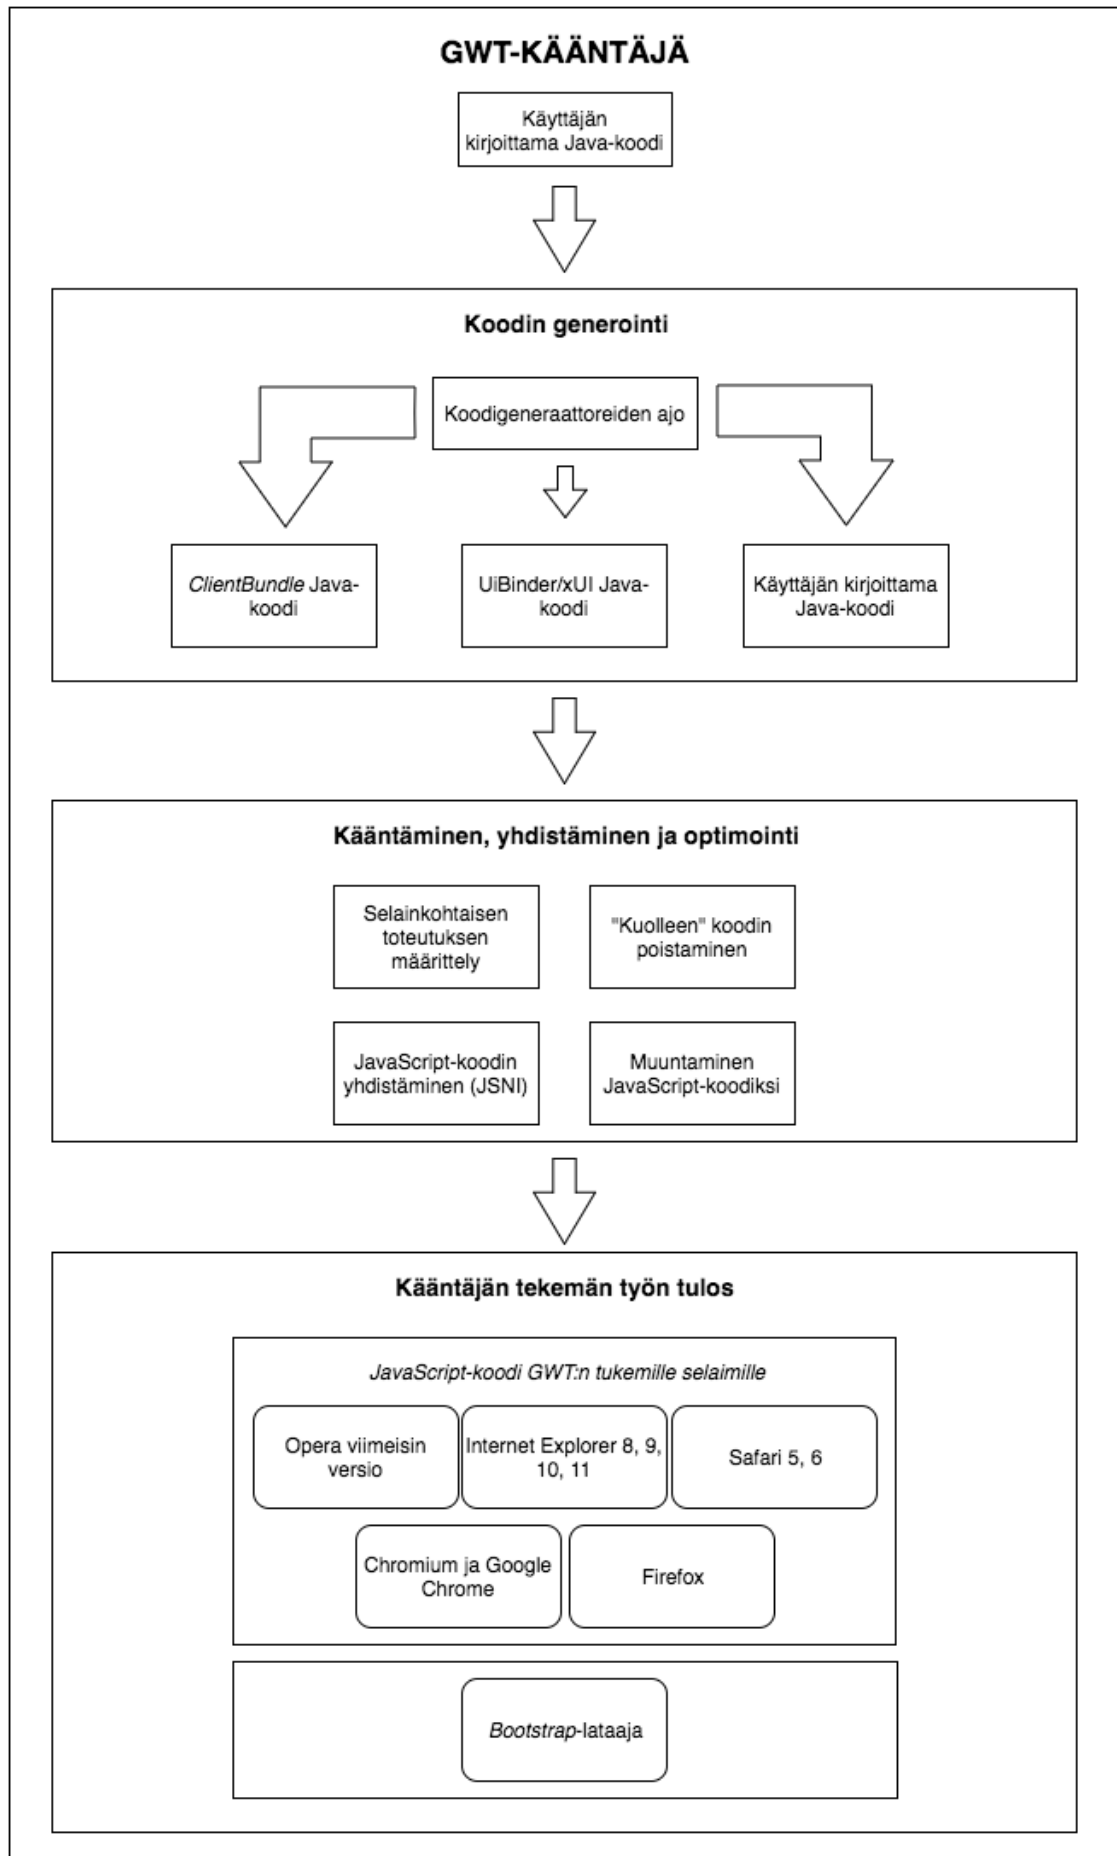 GWT-KÄÄNTÄJÄ
Käyttäjän
kirjoittama Java-koodi
Koodin generointi
Koodigeneraattoreiden ajo
ClientBundle Java-
koodi
UiBinder/xUI Java-
koodi
Käyttäjän kirjoittama
Java-koodi
Kääntäminen, yhdistäminen ja optimointi
Selainkohtaisen
toteutuksen
määrittely
"Kuolleen" koodin
poistaminen
JavaScript-koodin
yhdistäminen (JSNI)
Muuntaminen
JavaScript-koodiksi
Kääntäjän tekemän työn tulos
JavaScript-koodi GWT:n tukemille selaimille
Opera viimeisin
versio
Internet Explorer 8, 9,
10, 11
Safari 5, 6
Chromium ja Google
Chrome
Firefox
Bootstrap-lataaja